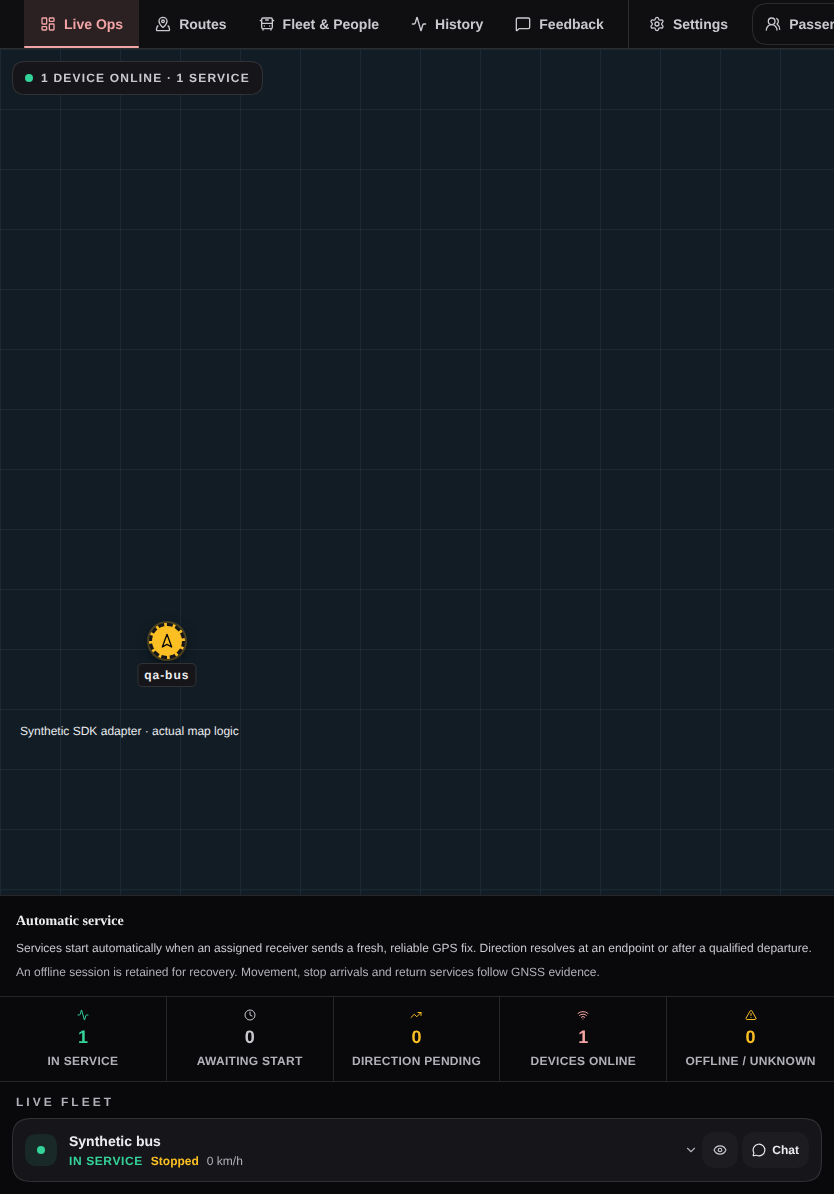 Live Ops Routes Fleet & People History Feedback Settings Passer
1 DEVICE ONLINE · 1 SERVICE
qa-bus
Synthetic SDK adapter · actual map logic
Automatic service
Services start automatically when an assigned receiver sends a fresh, reliable GPS fix. Direction resolves at an endpoint or after a qualified departure.
An offline session is retained for recovery. Movement, stop arrivals and return services follow GNSS evidence.
1 0 0 1 0
IN SERVICE AWAITING START DIRECTION PENDING DEVICES ONLINE OFFLINE / UNKNOWN
LIVE FLEET
Synthetic bus
IN SERVICE Stopped 0 km/h Chat